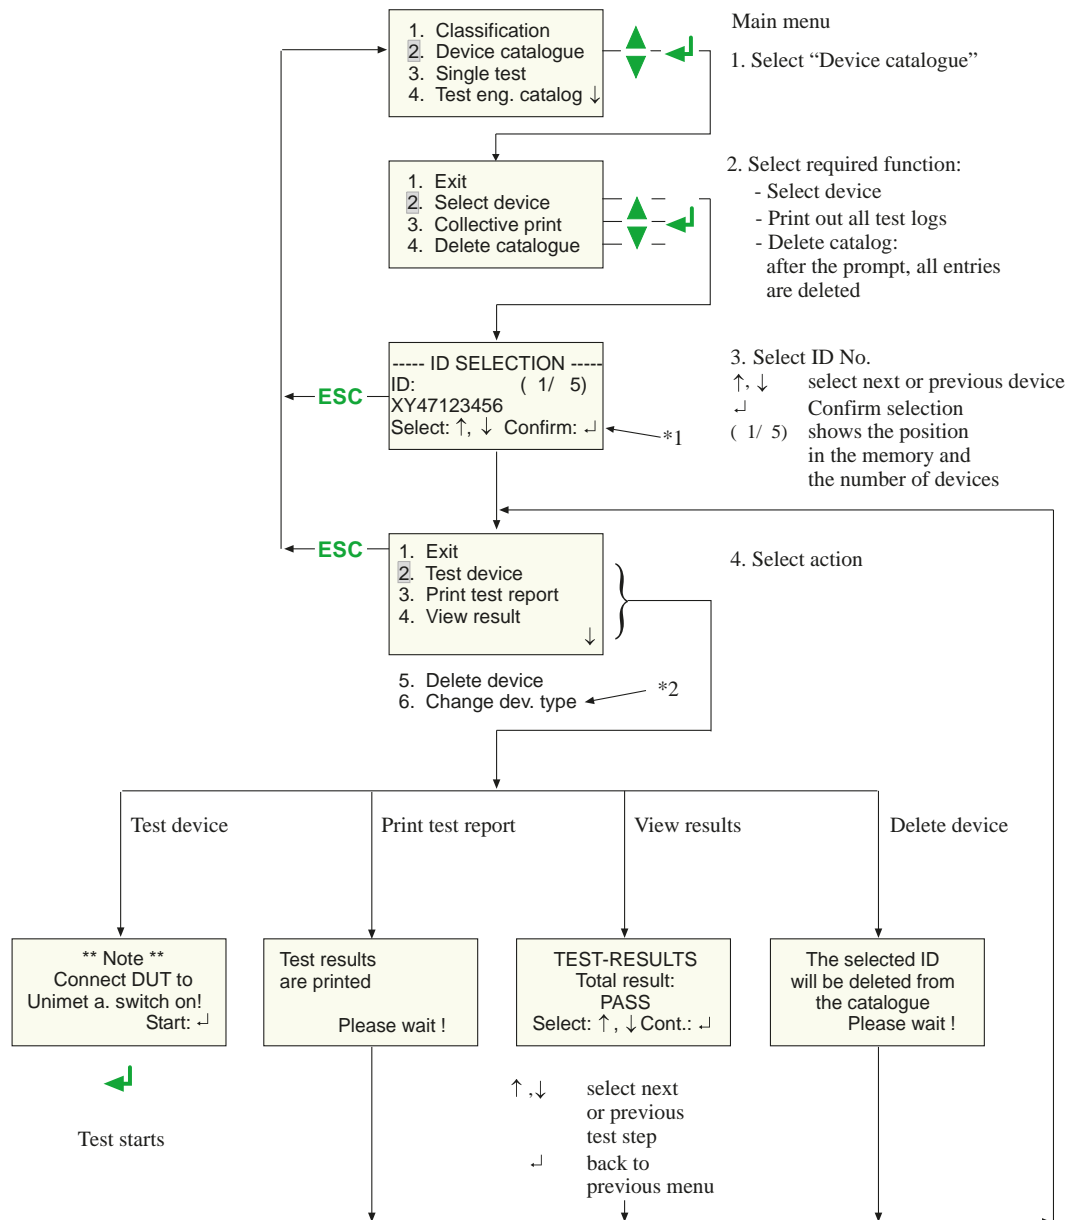 Main menu
1. Classification
2. Device catalogue
3. Single test
4. Test eng. catalog ↓
1. Select “Device catalogue”
1. Exit
2. Select device
3. Collective print
4. Delete catalogue
2. Select required function:
- Select device
- Print out all test logs
- Delete catalog:
after the prompt, all entries
are deleted
----- ID SELECTION -----
ID: ( 1/ 5)
XY47123456
Select: ↑, ↓ Confirm: ↵
ESC
*1
3. Select ID No.
↑, ↓ select next or previous device
↵ Confirm selection
( 1/ 5) shows the position
in the memory and
the number of devices
ESC
1. Exit
2. Test device
3. Print test report
4. View result
↓
5. Delete device
6. Change dev. type
*2
4. Select action
Test device
Print test report
View results
Delete device
** Note **
Connect DUT to
Unimet a. switch on!
Start: ↵
Test starts
Test results
are printed
Please wait !
TEST-RESULTS
Total result:
PASS
Select: ↑ , ↓ Cont.: ↵
↑ ,↓ select next
or previous
test step
↵ back to
previous menu
The selected ID
will be deleted from
the catalogue
Please wait !